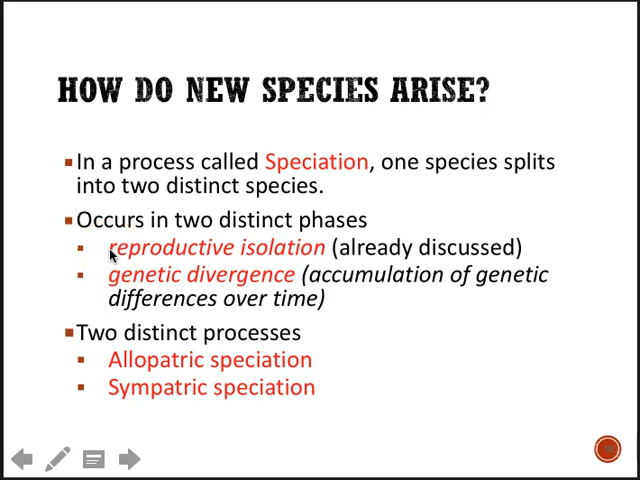 HOW DO NEW SPECIES ARISE?
In a process called Speciation, one species splits
into two distinct species.
Occurs in two distinct phases
reproductive isolation (already discussed)
genetic divergence (accumulation of genetic
differences over time)
Two distinct processes
Allopatric speciation
Sympatric speciation